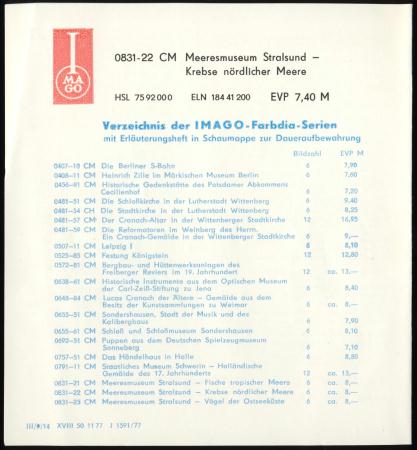 I
MA
GO
0831-22 CM Meeresmuseum Stralsund –
Krebse nördlicher Meere
HSL 7592000 ELN 184 41 200 EVP 7,40 M
Verzeichnis der IMAGO-Farbdia-Serien
mit Erläuterungsheft in Schaumappe zur Daueraufbewahrung
Bildzahl EVP M
0407-10 CM Die Berliner S-Bahn 6 7,90
0408-11 CM Heinrich Zille im Märkischen Museum Berlin 6 7,60
0456-91 CM Historische Gedenkstätte des Potsdamer Abkommens
Cecilienhof 6 7,20
0481-51 CM Die Schloßkirche in der Lutherstadt Wittenberg 6 9,40
0481-54 CH Die Stadtkirche in der Lutherstadt Wittenberg 6 8,25
0481-57 CM Der Cranach-Altar in der Wittenberger Stadtkirche 12 16,95
0481-59 CM Die Reformatoren im Weinberg des Herrn.
Ein Cranach-Gemälde in der Wittenberger Stadtkirche 6 9,—
0507-11 CM Leipzig I 6 8,10
0525-85 CM Festung Königstein 12 12,80
0572-81 CM Bergbau- und Hüttenwerksanlagen des
Freiberger Reviers im 19. Jahrhundert 12 ca. 13,—
0638-61 CM Historische Instrumente aus dem Optischen Museum
der Carl-Zeiß-Stiftung zu Jena 6 8,40
0648-84 CM Lucas Cranach der Ältere – Gemälde aus dem
Besitz der Kunstsammlungen zu Weimar 6 ca. 8,—
0655-51 CM Sondershausen, Stadt der Musik und des
Kaliberghaus 6 7,90
0655-61 CM Schloß und Schloßmuseum Sondershausen 6 8,10
0692-51 CM Puppen aus dem Deutschen Spielzeugmuseum
Sonneberg 6 7,10
0757-51 CM Das Händelhaus in Halle 6 8,80
0791-11 CM Staatliches Museum Schwerin – Holländische
Gemälde des 17. Jahrhunderts 12 ca. 13,—
0831-21 CM Meeresmuseum Stralsund – Fische tropischer Meere 6 ca. 8,—
0831-22 CM Meeresmuseum Stralsund – Krebse nördlicher Meere 6 ca. 8,—
0831-23 CM Meeresmuseum Stralsund – Vögel der Ostseeküste 6 ca. 8,—
III/9/14 XVIII 50 11 77 J 1591/77